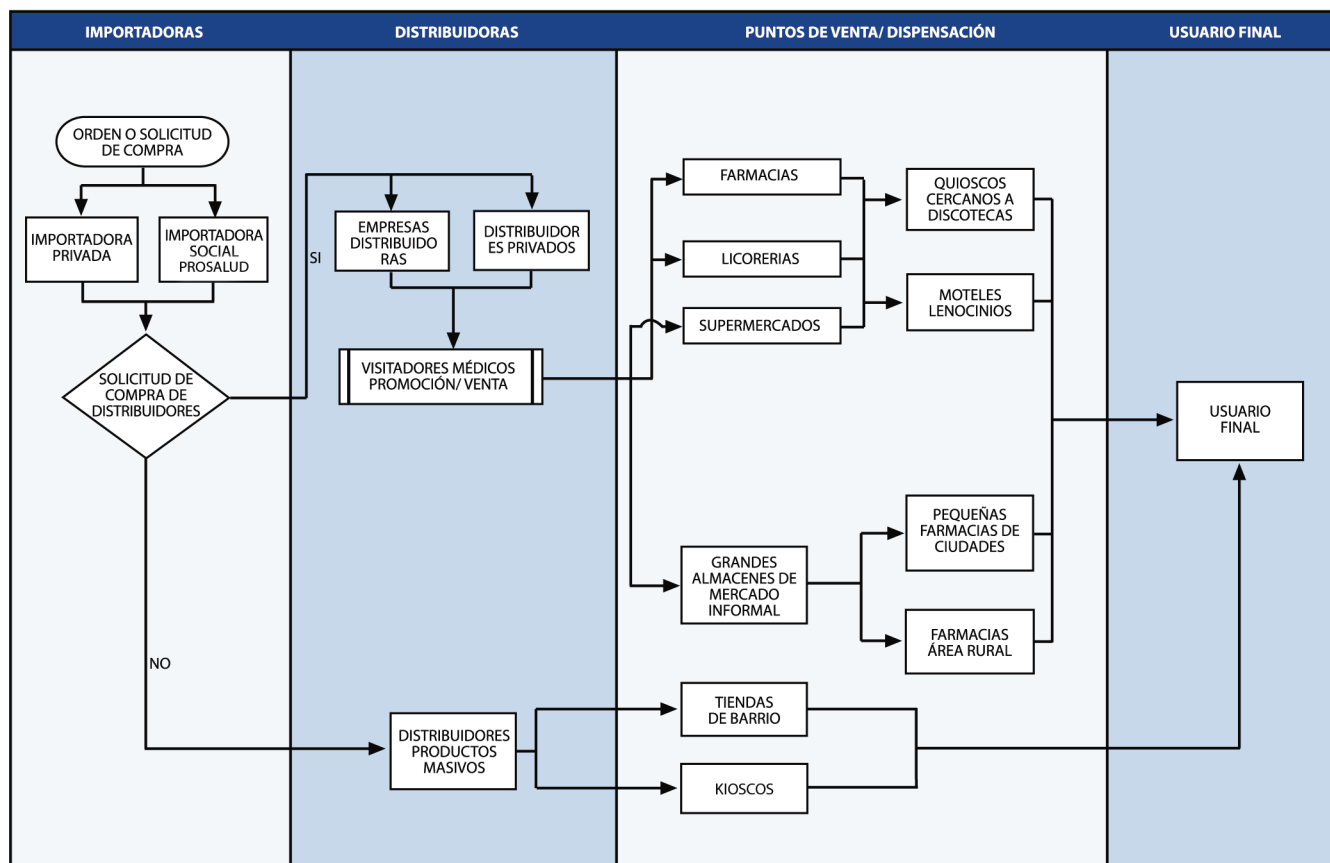 IMPORTADORAS
DISTRIBUIDORAS
PUNTOS DE VENTA/ DISPENSACIÓN
USUARIO FINAL
ORDEN O SOLICITUD
DE COMPRA
IMPORTADORA
PRIVADA
IMPORTADORA
SOCIAL
PROSALUD
SOLICITUD DE
COMPRA DE
DISTRIBUIDORES
SI
NO
EMPRESAS
DISTRIBUIDO
RAS
DISTRIBUIDOR
ES PRIVADOS
VISITADORES MÉDICOS
PROMOCIÓN/ VENTA
DISTRIBUIDORES
PRODUCTOS
MASIVOS
FARMACIAS
LICORERIAS
SUPERMERCADOS
GRANDES
ALMACENES DE
MERCADO
INFORMAL
TIENDAS
DE BARRIO
KIOSCOS
QUIOSCOS
CERCANOS A
DISCOTECAS
MOTELES
LENOCINIOS
PEQUEÑAS
FARMACIAS DE
CIUDADES
FARMACIAS
ÁREA RURAL
USUARIO
FINAL